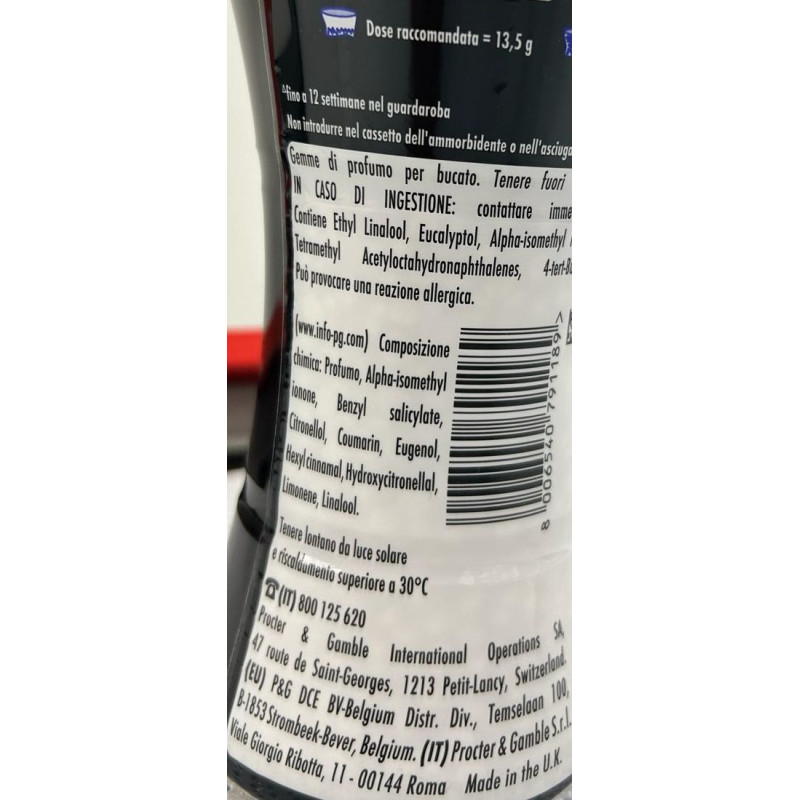 Dose raccomandata = 13,5 g
fino a 12 settimane nel guardaroba
Non introdurre nel cassetto dell'ammorbidente o nell'asciuga
Gemme di profumo per bucato. Tenere fuori
IN CASO DI INGESTIONE: contattare imme
Contiene Ethyl Linalool, Eucalyptol, Alpha-isomethyl
Tetramethyl Acetyloctahydronaphthalenes, 4-tert-B
Può provocare una reazione allergica.
(www.info-pg.com) Composizione
chimica: Profumo, Alpha-isomethyl
ionone, Benzyl salicylate,
Citronellol, Coumarin, Eugenol,
Hexyl cinnamal, Hydroxycitronellal,
Limonene, Linalool.
8 006540 791189 >
Tenere lontano da luce solare
e riscaldamento superiore a 30°C
☎(IT) 800 125 620
Procter & Gamble International Operations SA,
47 route de Saint-Georges, 1213 Petit-Lancy, Switzerland.
(EU) P&G DCE BV-Belgium Distr. Div., Temselaan 100,
B-1853 Strombeek-Bever, Belgium. (IT) Procter & Gamble S.r.l.
Viale Giorgio Ribotta, 11 - 00144 Roma Made in the U.K.